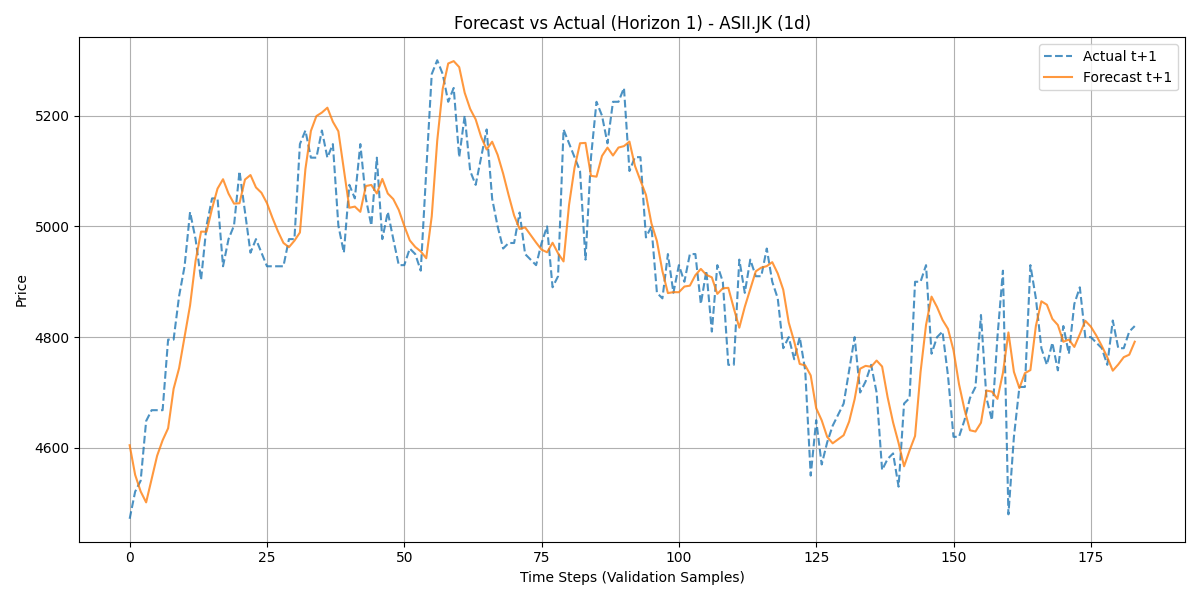 Forecast vs Actual (Horizon 1) - ASII.JK (1d)
Actual t+1
Forecast t+1
Price
5200
5000
4800
4600
0 25 50 75 100 125 150 175
Time Steps (Validation Samples)